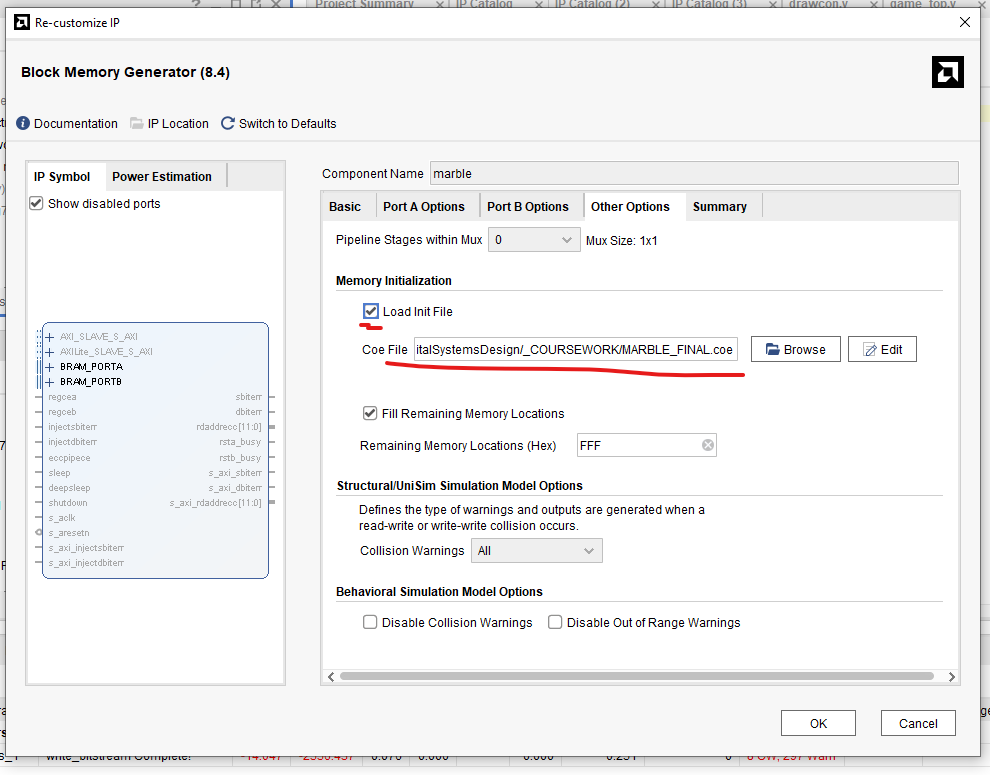 Project Summary IP Catalog IP Catalog (2) IP Catalog (3) drawcon.v game_top.v
Re-customize IP
Block Memory Generator (8.4)
Documentation IP Location Switch to Defaults
IP Symbol Power Estimation
Show disabled ports
AXI_SLAVE_S_AXI
AXILite_SLAVE_S_AXI
BRAM_PORTA
BRAM_PORTB
regcea sbiterr
regceb dbiterr
injectsbiterr rdaddrecc[11:0]
injectdbiterr rsta_busy
eccpipece rstb_busy
sleep s_axi_sbiterr
deepsleep s_axi_dbiterr
shutdown s_axi_rdaddrecc[11:0]
s_aclk
s_aresetn
s_axi_injectsbiterr
s_axi_injectdbiterr
Component Name marble
Basic Port A Options Port B Options Other Options Summary
Pipeline Stages within Mux 0 Mux Size: 1x1
Memory Initialization
Load Init File
Coe File italSystemsDesign/_COURSEWORK/MARBLE_FINAL.coe Browse Edit
Fill Remaining Memory Locations
Remaining Memory Locations (Hex) FFF
Structural/UniSim Simulation Model Options
Defines the type of warnings and outputs are generated when a
read-write or write-write collision occurs.
Collision Warnings All
Behavioral Simulation Model Options
Disable Collision Warnings Disable Out of Range Warnings
OK Cancel
write_bitstream Complete!